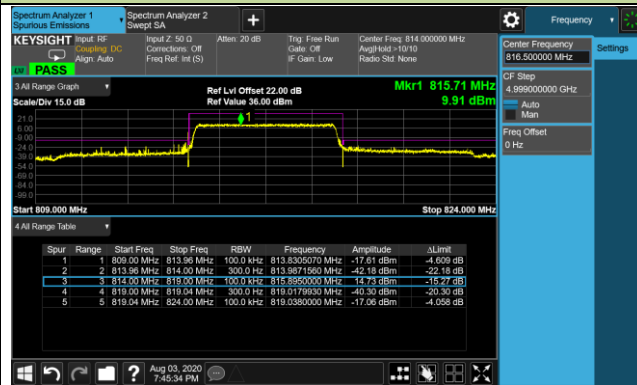 Spectrum Analyzer 1
Spurious Emissions
Spectrum Analyzer 2
Swept SA
Frequency
KEYSIGHT
Input: RF
Coupling: DC
Align: Auto
Input Z: 50 Ω
Corrections: Off
Freq Ref: Int (S)
Atten: 20 dB
Trig: Free Run
Gate: Off
IF Gain: Low
Center Freq: 814.000000 MHz
Avg|Hold >10/10
Radio Std: None
LW PASS
Center Frequency
816.500000 MHz
Settings
CF Step
4.999000000 GHz
Auto
Man
Freq Offset
0 Hz
3 All Range Graph
Scale/Div 15.0 dB
Ref Lvl Offset 22.00 dB
Ref Value 36.00 dBm
Mkr1 815.71 MHz
9.91 dBm
1
21.0
6.00
-9.00
-24.0
-39.0
-54.0
-69.0
-84.0
-99.0
Start 809.000 MHz
Stop 824.000 MHz
4 All Range Table
Spur Range Start Freq Stop Freq RBW Frequency Amplitude ΔLimit
1 1 809.00 MHz 813.96 MHz 100.0 kHz 813.8305070 MHz -17.61 dBm -4.609 dB
2 2 813.96 MHz 814.00 MHz 300.0 Hz 813.9871560 MHz -42.18 dBm -22.18 dB
3 3 814.00 MHz 819.00 MHz 100.0 kHz 815.8950000 MHz 14.73 dBm -15.27 dB
4 4 819.00 MHz 819.04 MHz 300.0 Hz 819.0179930 MHz -40.30 dBm -20.30 dB
5 5 819.04 MHz 824.00 MHz 100.0 kHz 819.0380000 MHz -17.06 dBm -4.058 dB
Aug 03, 2020
7:45:34 PM